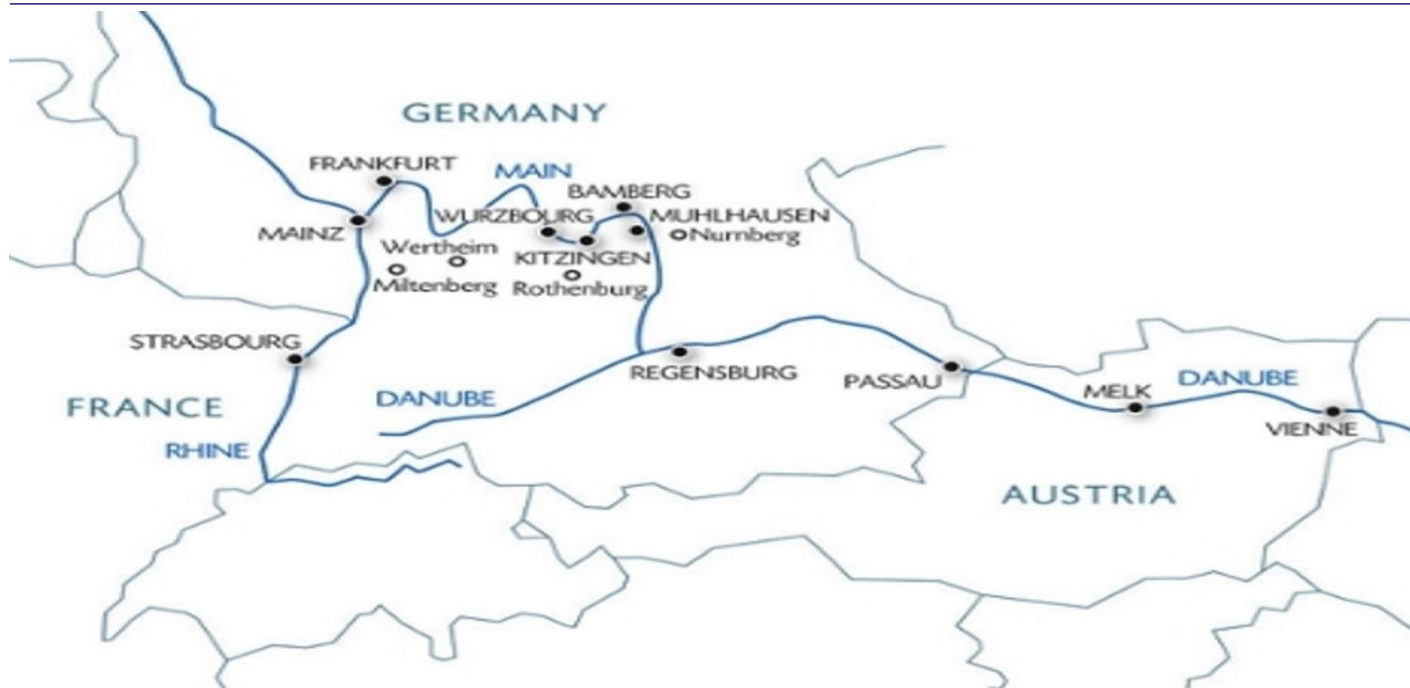 GERMANY
FRANKFURT
MAIN
BAMBERG
WURZBOURG
MUHLHAUSEN
MAINZ
Nurnberg
Wertheim
KITZINGEN
Miltenberg
Rothenburg
STRASBOURG
REGENSBURG
PASSAU
DANUBE
MELK
DANUBE
FRANCE
VIENNE
RHINE
AUSTRIA